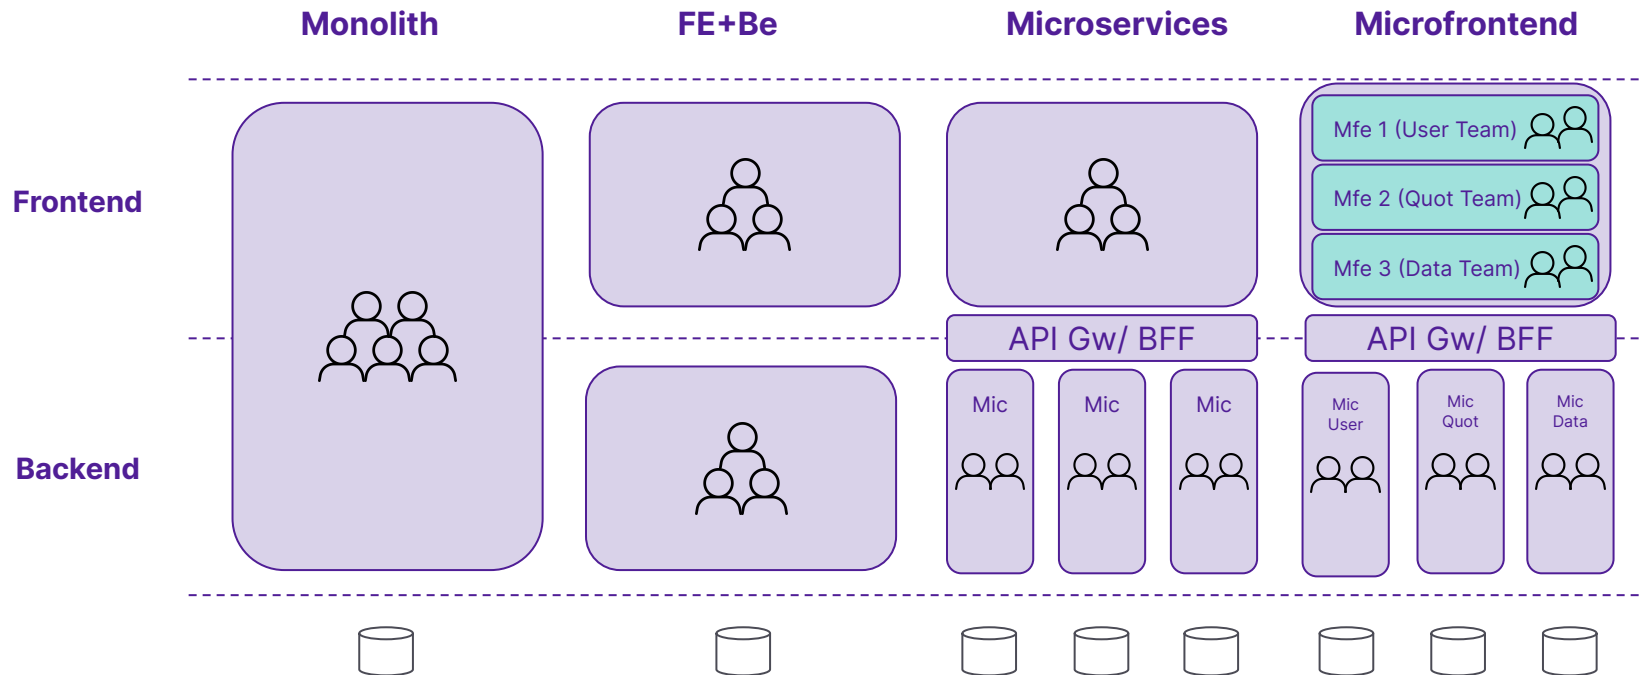 Monolith
FE+Be
Microservices
Microfrontend
Frontend
Mfe 1 (User Team)
Mfe 2 (Quot Team)
Mfe 3 (Data Team)
API Gw/ BFF
API Gw/ BFF
Backend
Mic
Mic
Mic
Mic
User
Mic
Quot
Mic
Data